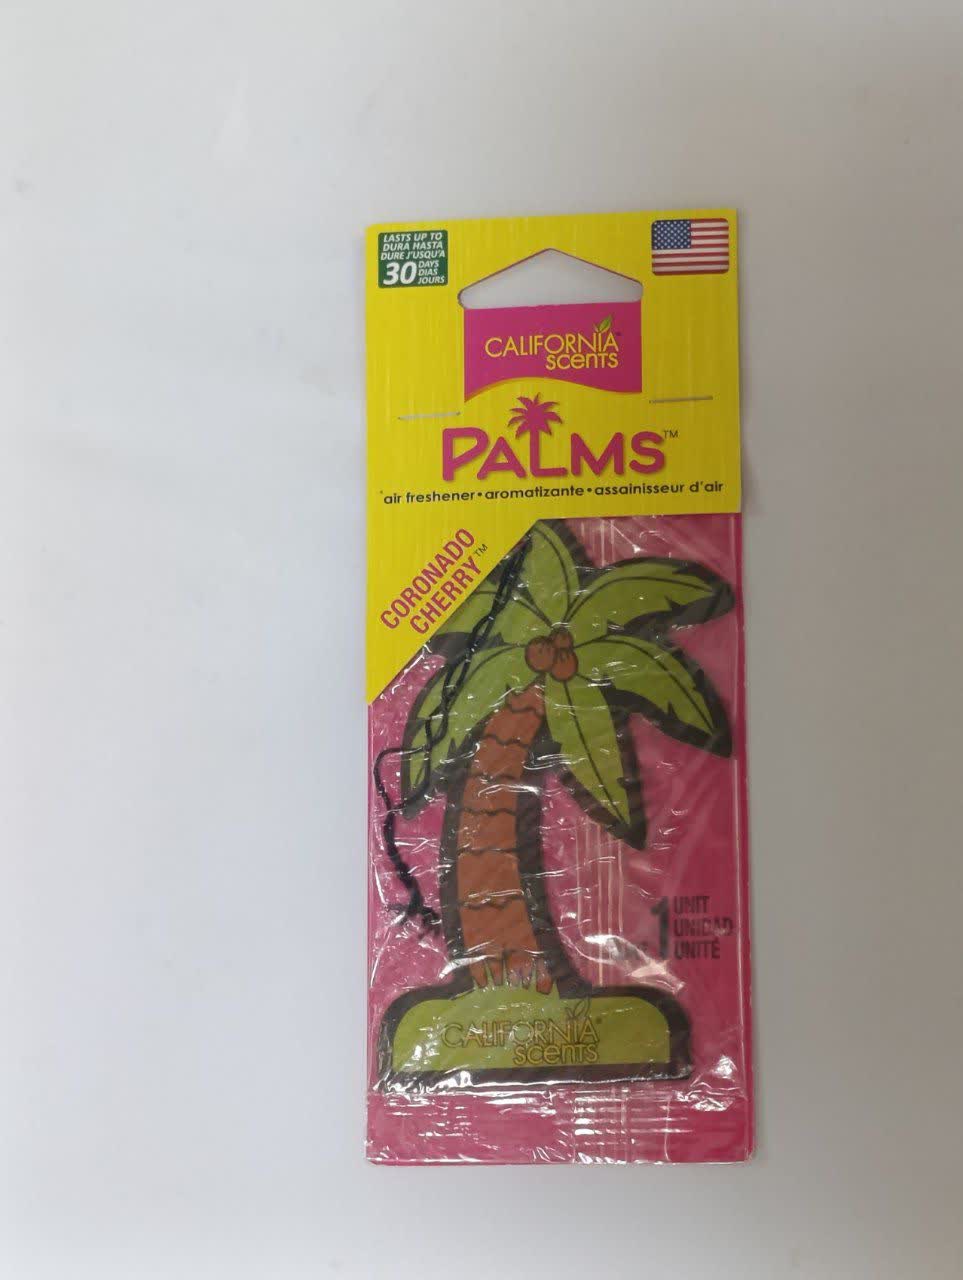 LASTS UP TO
DURA HASTA
DURE J'USQU'A
30 DAYS
DIAS
JOURS
CALIFORNIA
scents
PALMS™
air freshener • aromatizante • assainisseur d'air
CORONADO
CHERRY™
1 UNIT
UNIDAD
UNITÉ
CALIFORNIA
scents